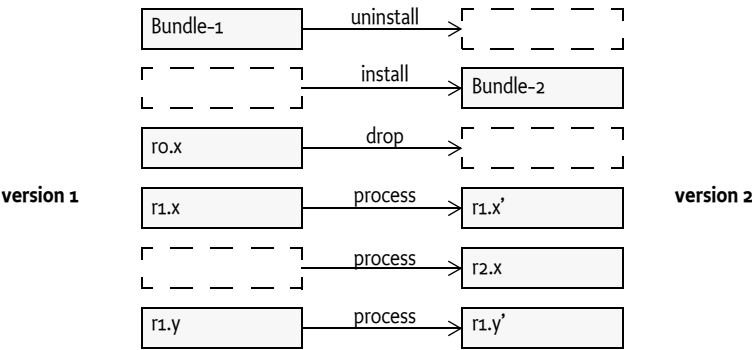 Bundle-1 uninstall
install Bundle-2
r0.x drop
version 1 version 2
r1.x process r1.x’
process r2.x
r1.y process r1.y’